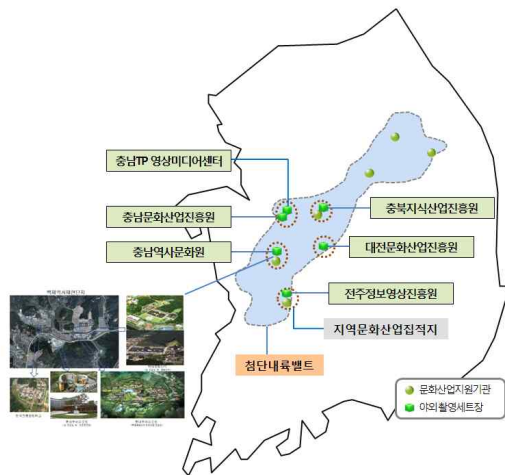 충남TP 영상미디어센터
충남문화산업진흥원
충북지식산업진흥원
충남역사문화원
대전문화산업진흥원
전주정보영상진흥원
지역문화산업집적지
첨단내륙밸트
문화산업지원기관
야외촬영세트장